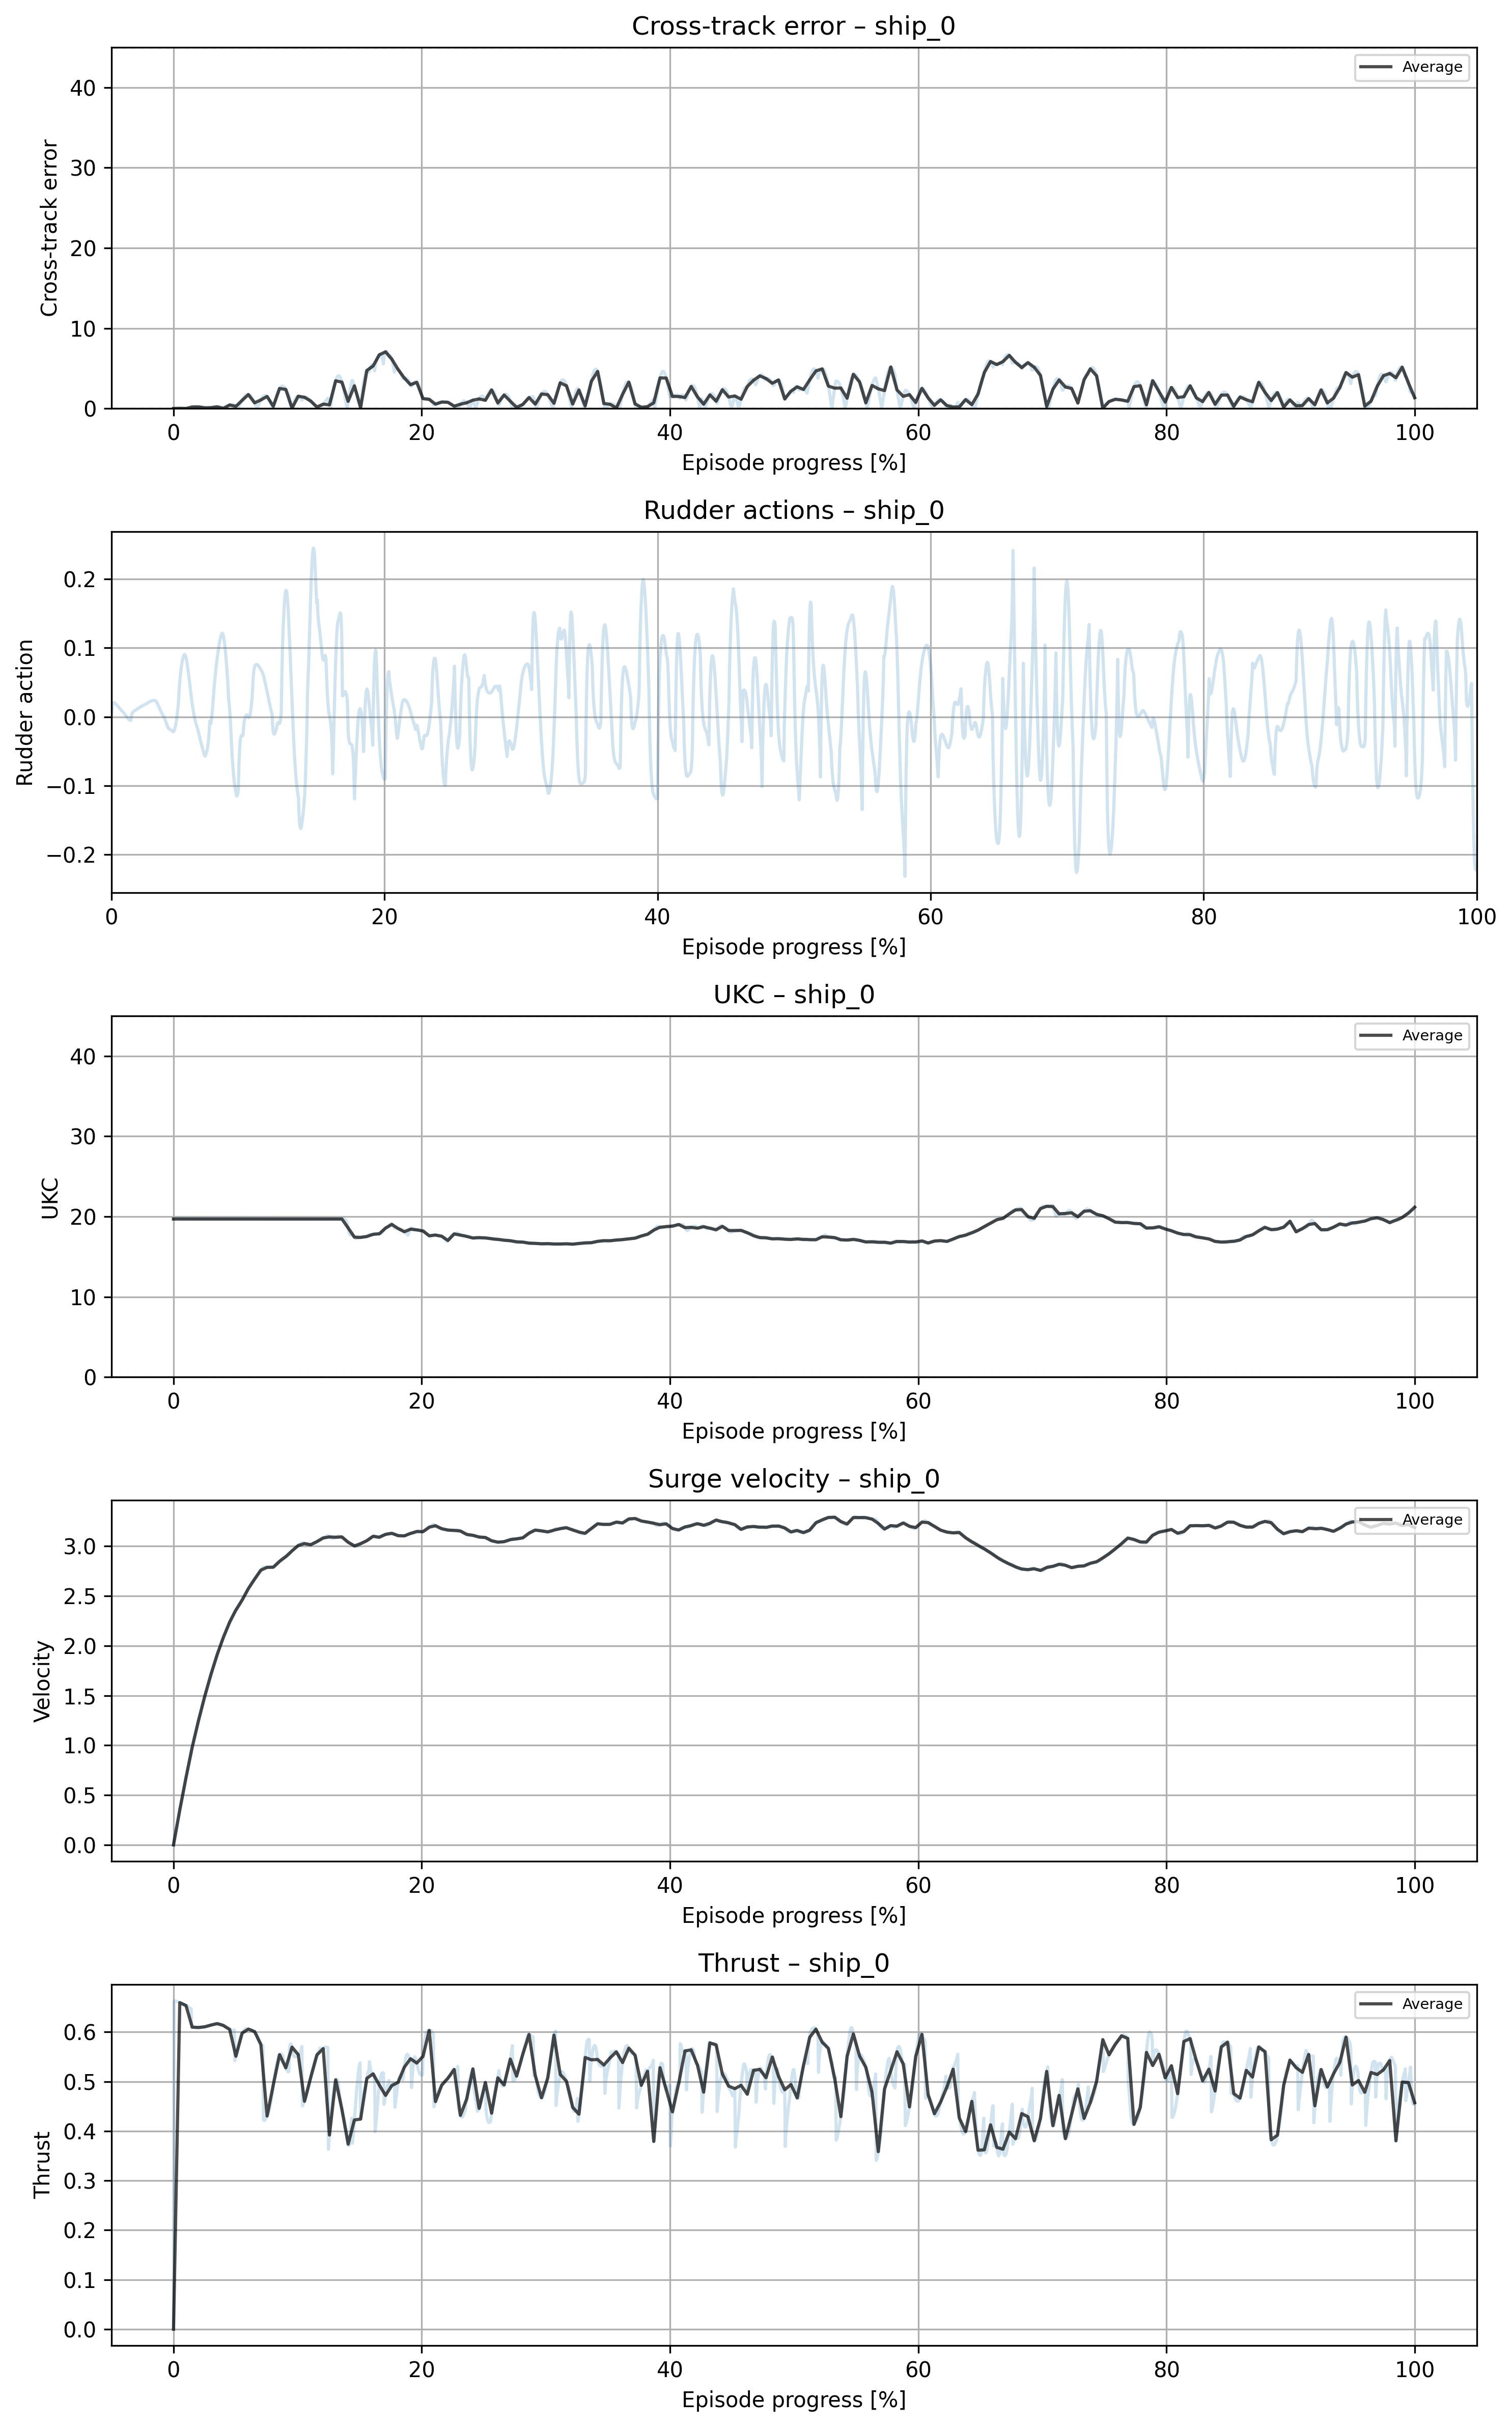 Cross-track error – ship_0
Average
Cross-track error
40
30
20
10
0
0 20 40 60 80 100
Episode progress [%]
Rudder actions – ship_0
Rudder action
0.2
0.1
0.0
−0.1
−0.2
0 20 40 60 80 100
Episode progress [%]
UKC – ship_0
Average
UKC
40
30
20
10
0
0 20 40 60 80 100
Episode progress [%]
Surge velocity – ship_0
Average
Velocity
3.0
2.5
2.0
1.5
1.0
0.5
0.0
0 20 40 60 80 100
Episode progress [%]
Thrust – ship_0
Average
Thrust
0.6
0.5
0.4
0.3
0.2
0.1
0.0
0 20 40 60 80 100
Episode progress [%]